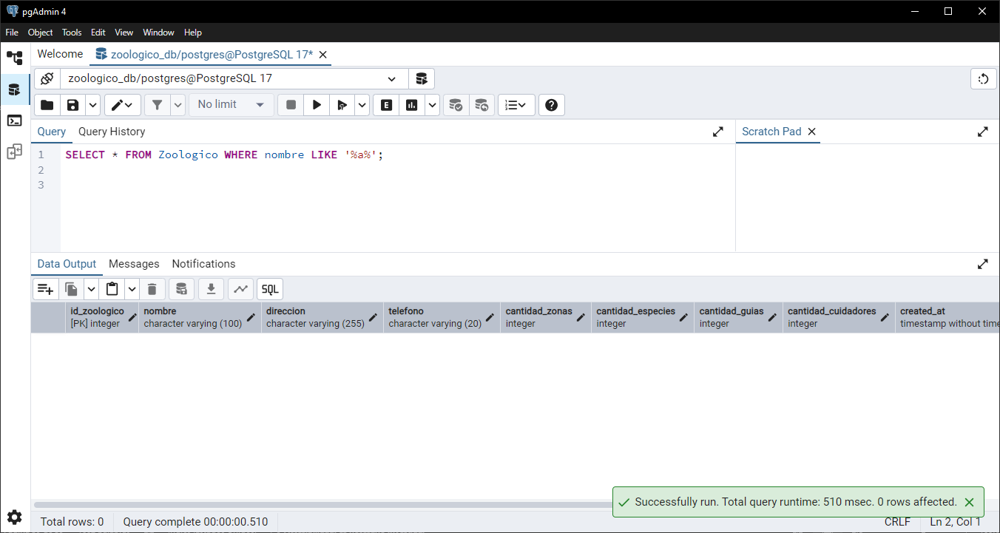 pgAdmin 4
File Object Tools Edit View Window Help
Welcome zoologico_db/postgres@PostgreSQL 17*
zoologico_db/postgres@PostgreSQL 17
No limit
E
Query Query History
Scratch Pad
1 SELECT * FROM Zoologico WHERE nombre LIKE '%a%';
2
3
Data Output Messages Notifications
SQL
id_zoologico nombre direccion telefono cantidad_zonas cantidad_especies cantidad_guias cantidad_cuidadores created_at
[PK] integer character varying (100) character varying (255) character varying (20) integer integer integer integer timestamp without time
Successfully run. Total query runtime: 510 msec. 0 rows affected.
Total rows: 0 Query complete 00:00:00.510 CRLF Ln 2, Col 1